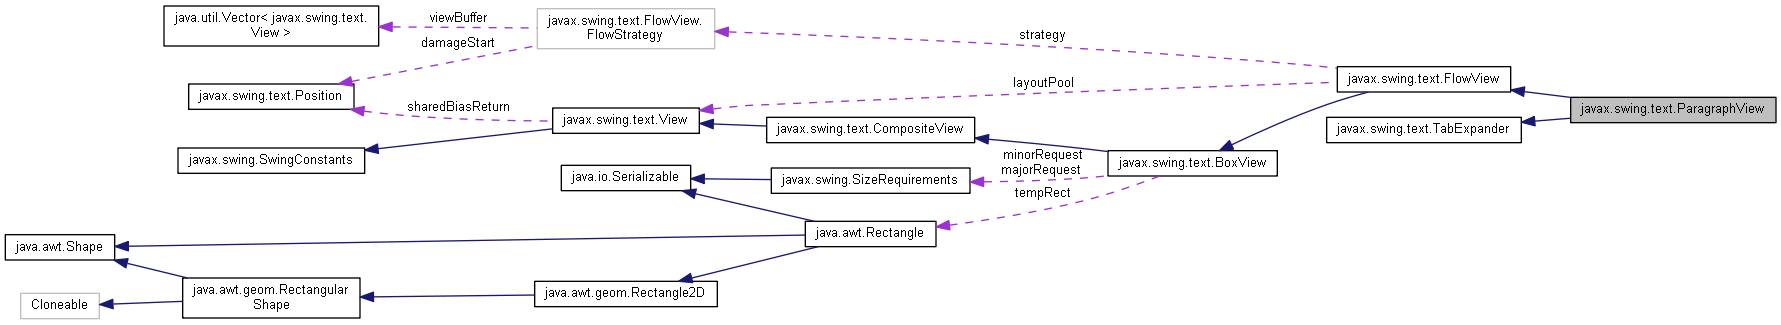 java.util.Vector< javax.swing.text.
View >
viewBuffer
javax.swing.text.FlowView.
FlowStrategy
strategy
damageStart
javax.swing.text.Position
layoutPool
javax.swing.text.FlowView
sharedBiasReturn
javax.swing.text.ParagraphView
javax.swing.text.View
javax.swing.text.CompositeView
javax.swing.text.TabExpander
javax.swing.SwingConstants
minorRequest
majorRequest
javax.swing.text.BoxView
java.io.Serializable
javax.swing.SizeRequirements
tempRect
java.awt.Rectangle
java.awt.Shape
java.awt.geom.Rectangular
Shape
java.awt.geom.Rectangle2D
Cloneable